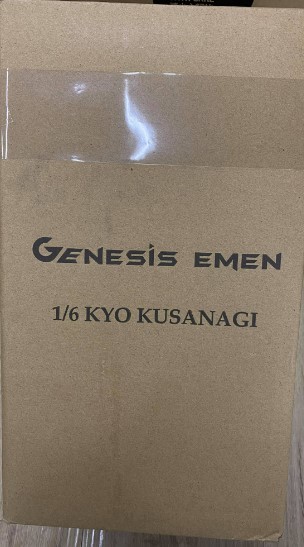 GENESIS EMEN
1/6 KYO KUSANAGI